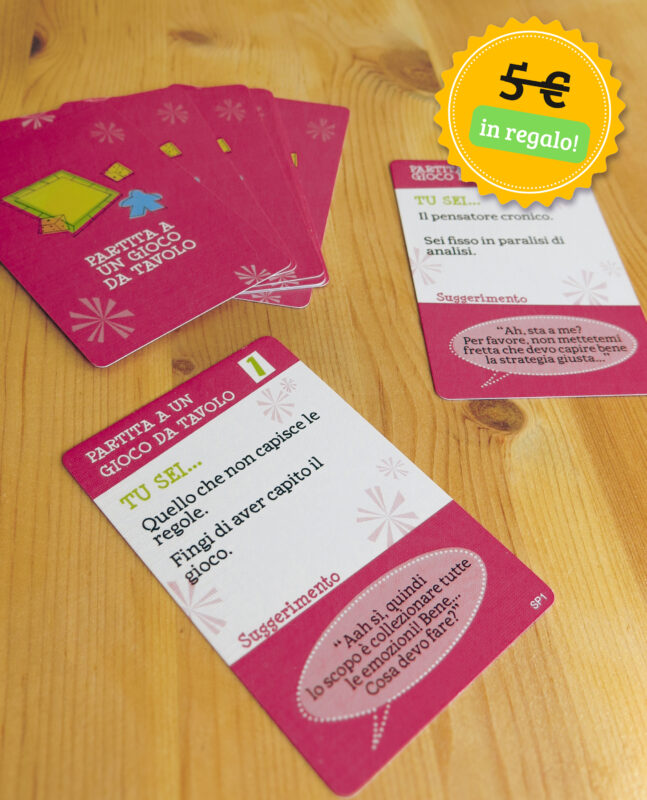 5 €
in regalo!
PARTITA A
UN GIOCO
DA TAVOLO
PARTITA A
GIOCO
TU SEI...
Il pensatore cronico.
Sei fisso in paralisi di
analisi.
Suggerimento
“Ah, sta a me?
Per favore, non mettetemi
fretta che devo capire bene
la strategia giusta...”
PARTITA A UN
GIOCO DA TAVOLO
1
TU SEI...
Quello che non capisce le
regole.
Fingi di aver capito il
gioco.
Suggerimento
“Aah sì, quindi
lo scopo è collezionare tutte
le emozioni! Bene...
Cosa devo fare?”
SP1